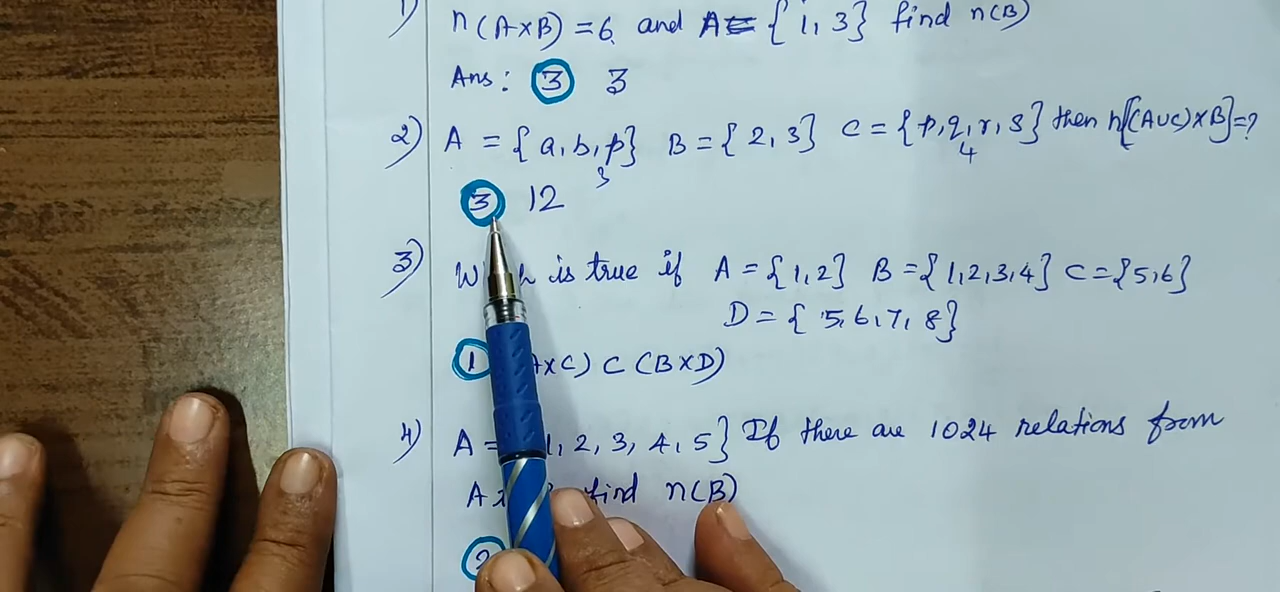 1) n(A×B) = 6 and A = { 1, 3} find n(B)
Ans : 3 3
2) A = {a, b, p} B = {2, 3} C = {p, q, r, s} then n[(A∪C)×B] = ?
3 4
3 12
3) is true if A = {1,2} B = {1,2,3,4} C = {5,6}
D = { 5, 6, 7, 8}
1 ×C) ⊂ (B×D)
4) A = 1, 2, 3, 4, 5} If there are 1024 relations from
A find n(B)
2